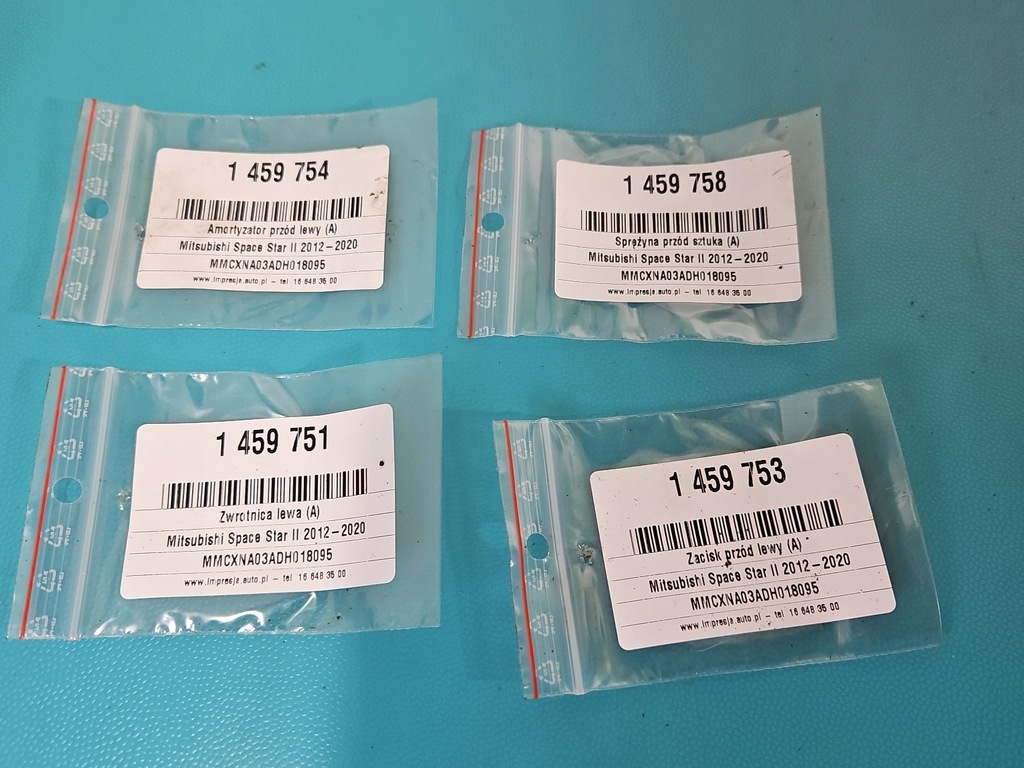 1 459 754
Amortyzator przód lewy (A)
Mitsubishi Space Star II 2012-2020
MMCXNA03ADH018095
www.impresja.auto.pl - tel 16 648 35 00
1 459 758
Sprężyna przód sztuka (A)
Mitsubishi Space Star II 2012-2020
MMCXNA03ADH018095
www.impresja.auto.pl - tel 16 648 35 00
1 459 751
Zwrotnica lewa (A)
Mitsubishi Space Star II 2012-2020
MMCXNA03ADH018095
www.impresja.auto.pl - tel 16 648 35 00
1 459 753
Zacisk przód lewy (A)
Mitsubishi Space Star II 2012-2020
MMCXNA03ADH018095
www.impresja.auto.pl - tel 16 648 35 00